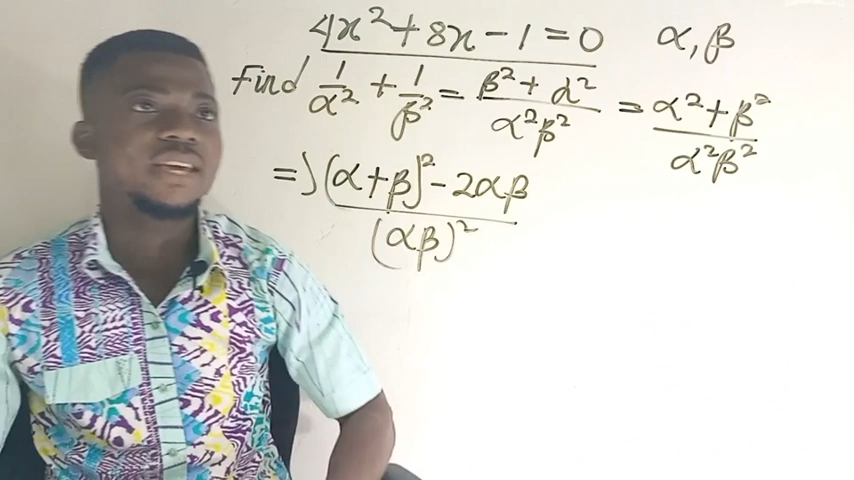 4x² + 8x - 1 = 0 α, β
Find 1/α² + 1/β² = β² + α² / α²β² = α² + β² / α²β²
=> (α + β)² - 2αβ / (αβ)²